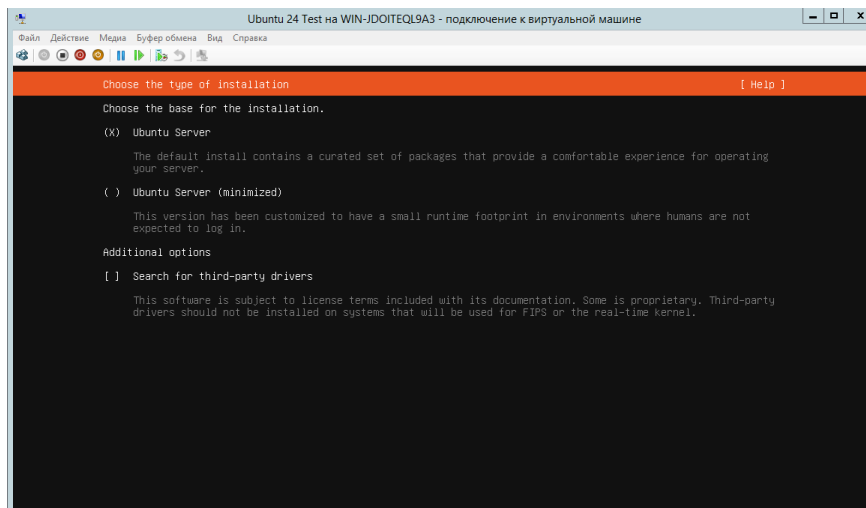 Ubuntu 24 Test на WIN-JDOITEQL9A3 - подключение к виртуальной машине
Файл Действие Медиа Буфер обмена Вид Справка
Choose the type of installation [ Help ]
Choose the base for the installation.
(X) Ubuntu Server
The default install contains a curated set of packages that provide a comfortable experience for operating
your server.
( ) Ubuntu Server (minimized)
This version has been customized to have a small runtime footprint in environments where humans are not
expected to log in.
Additional options
[ ] Search for third-party drivers
This software is subject to license terms included with its documentation. Some is proprietary. Third-party
drivers should not be installed on systems that will be used for FIPS or the real-time kernel.